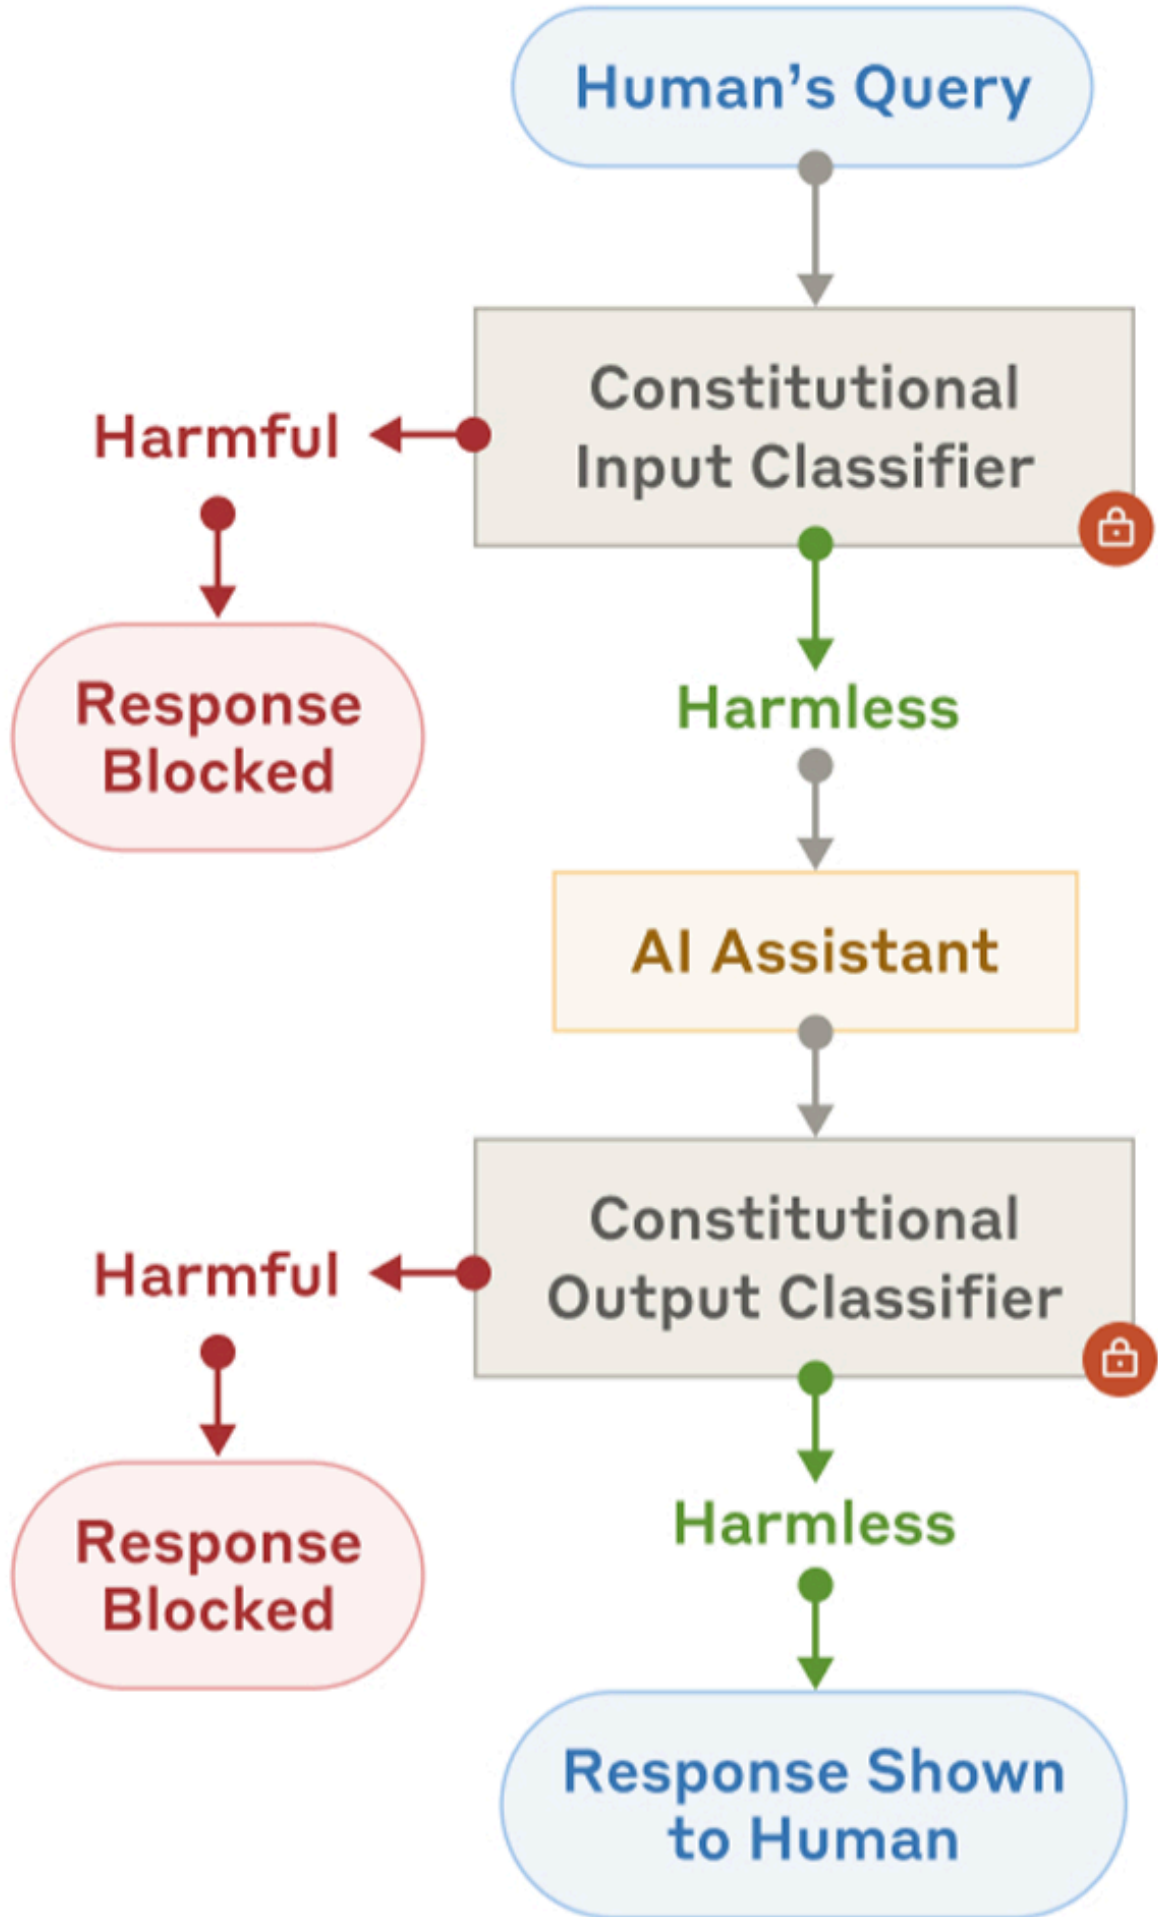 Human's Query
Constitutional
Input Classifier
Harmful
Response
Blocked
Harmless
AI Assistant
Constitutional
Output Classifier
Harmful
Response
Blocked
Harmless
Response Shown
to Human